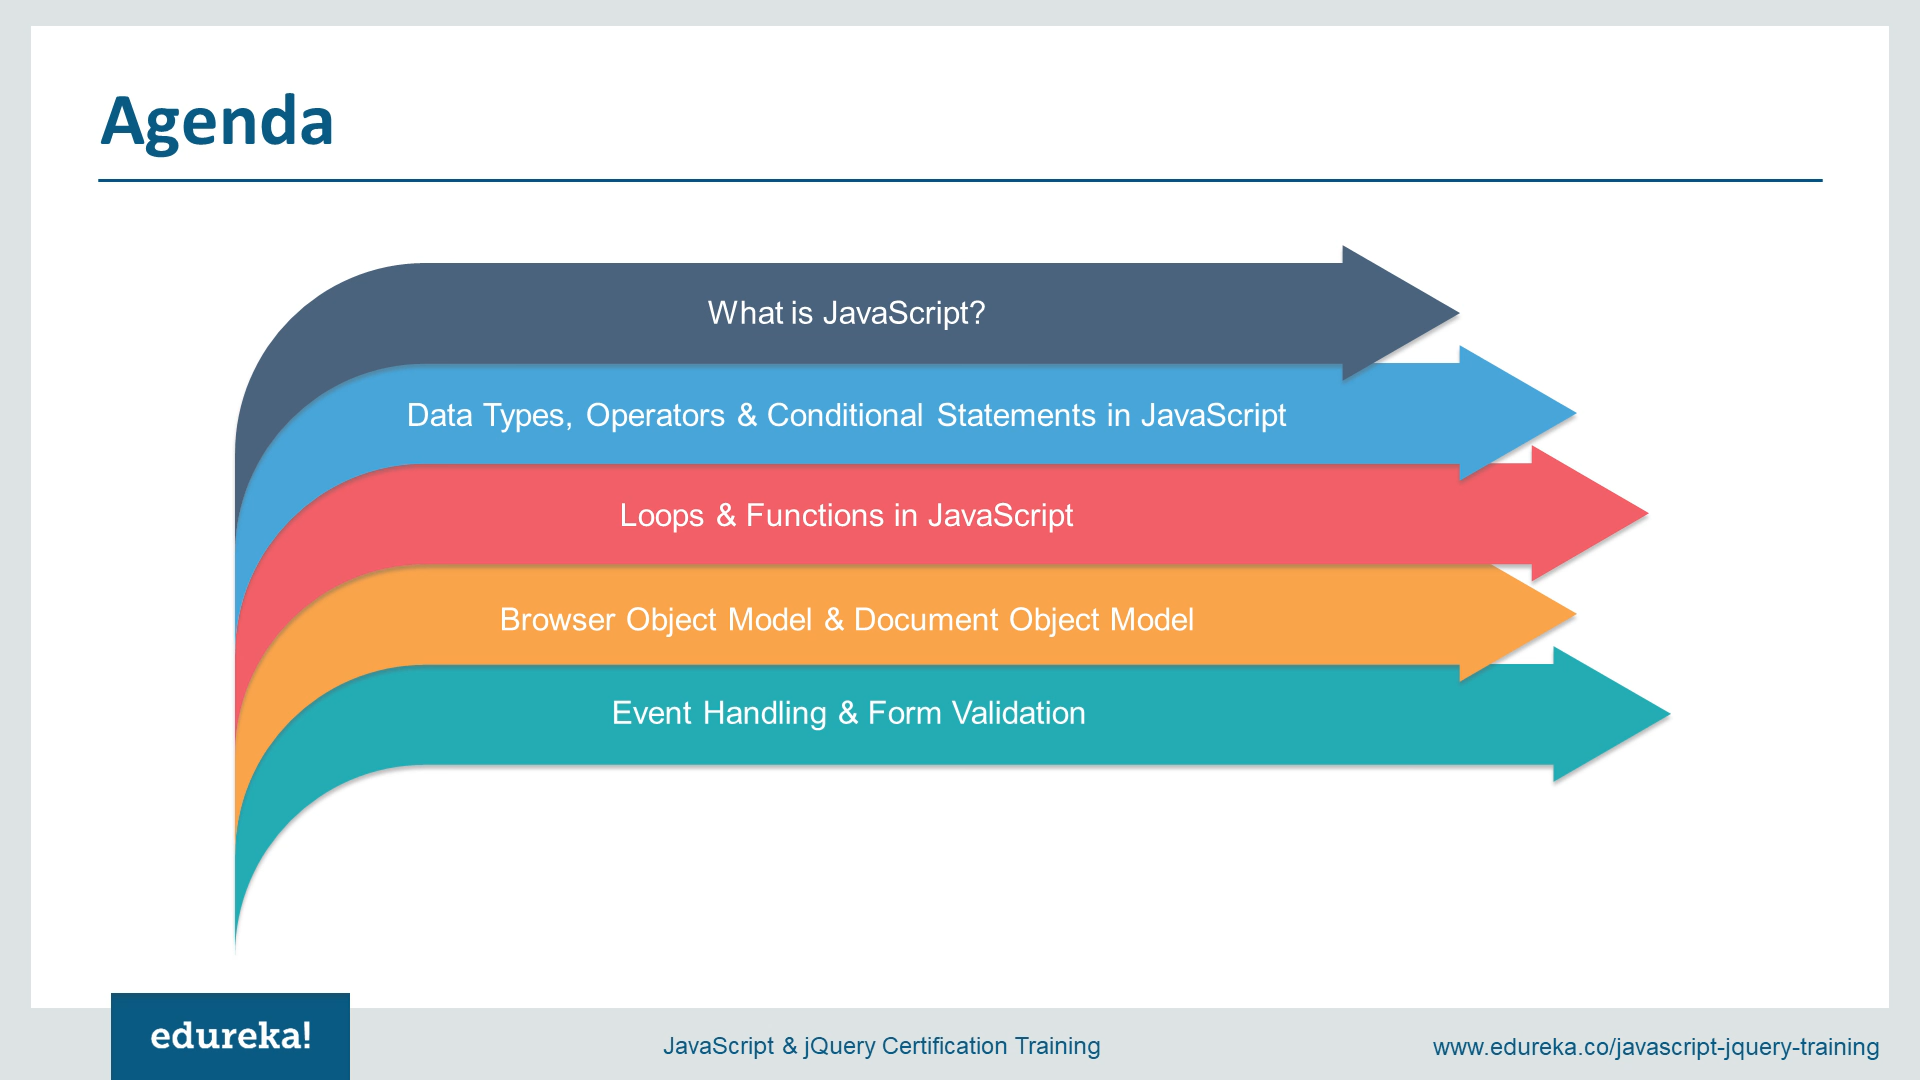 Agenda
What is JavaScript?
Data Types, Operators & Conditional Statements in JavaScript
Loops & Functions in JavaScript
Browser Object Model & Document Object Model
Event Handling & Form Validation
edureka!
JavaScript & jQuery Certification Training
www.edureka.co/javascript-jquery-training